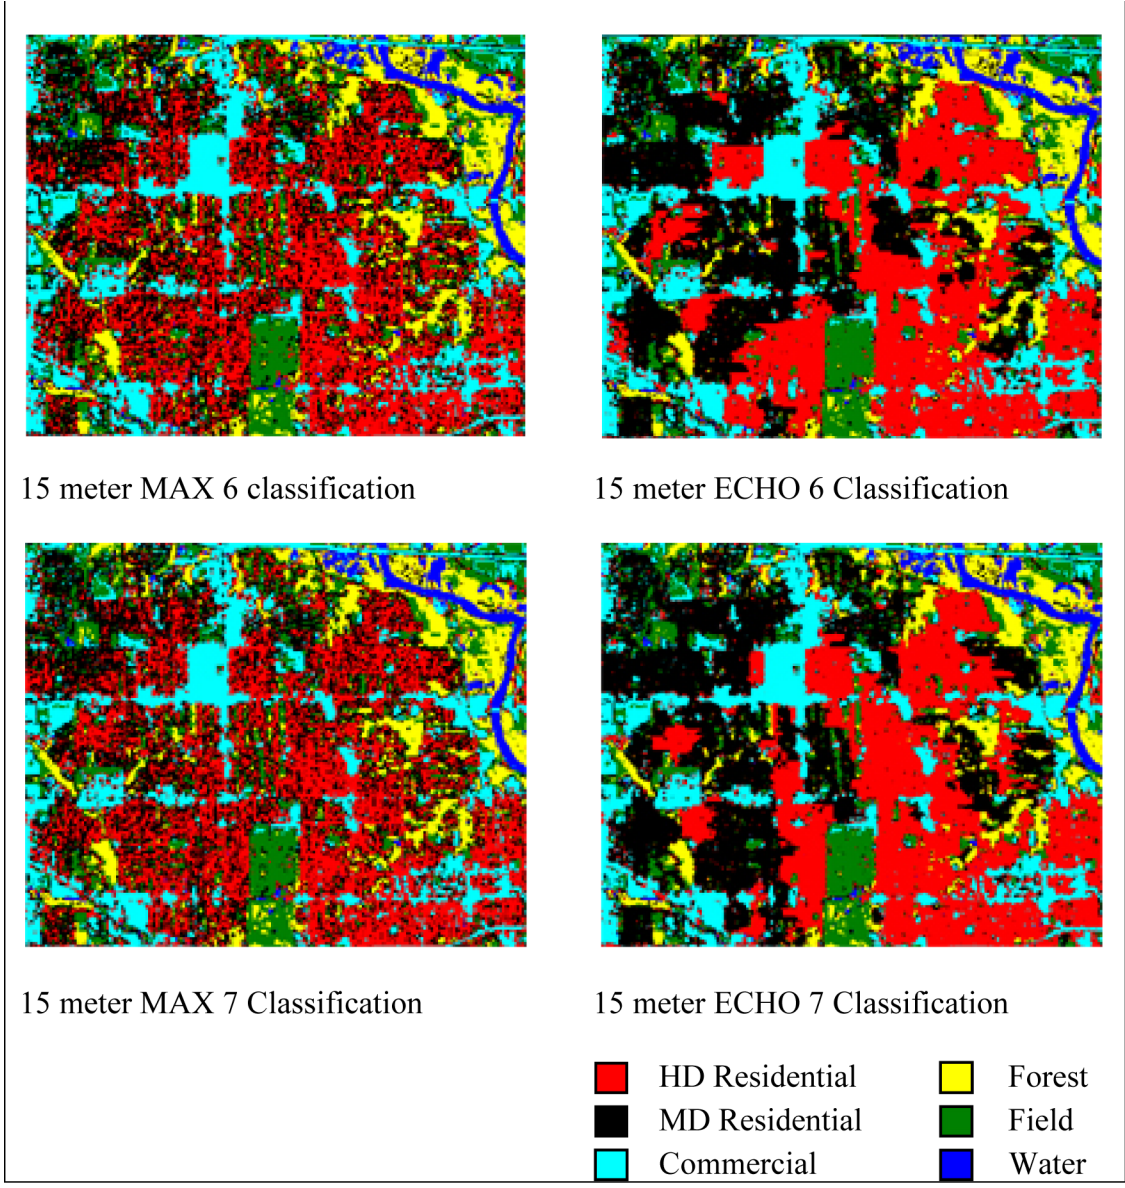 15 meter MAX 6 classification
15 meter ECHO 6 Classification
15 meter MAX 7 Classification
15 meter ECHO 7 Classification
HD Residential
Forest
MD Residential
Field
Commercial
Water